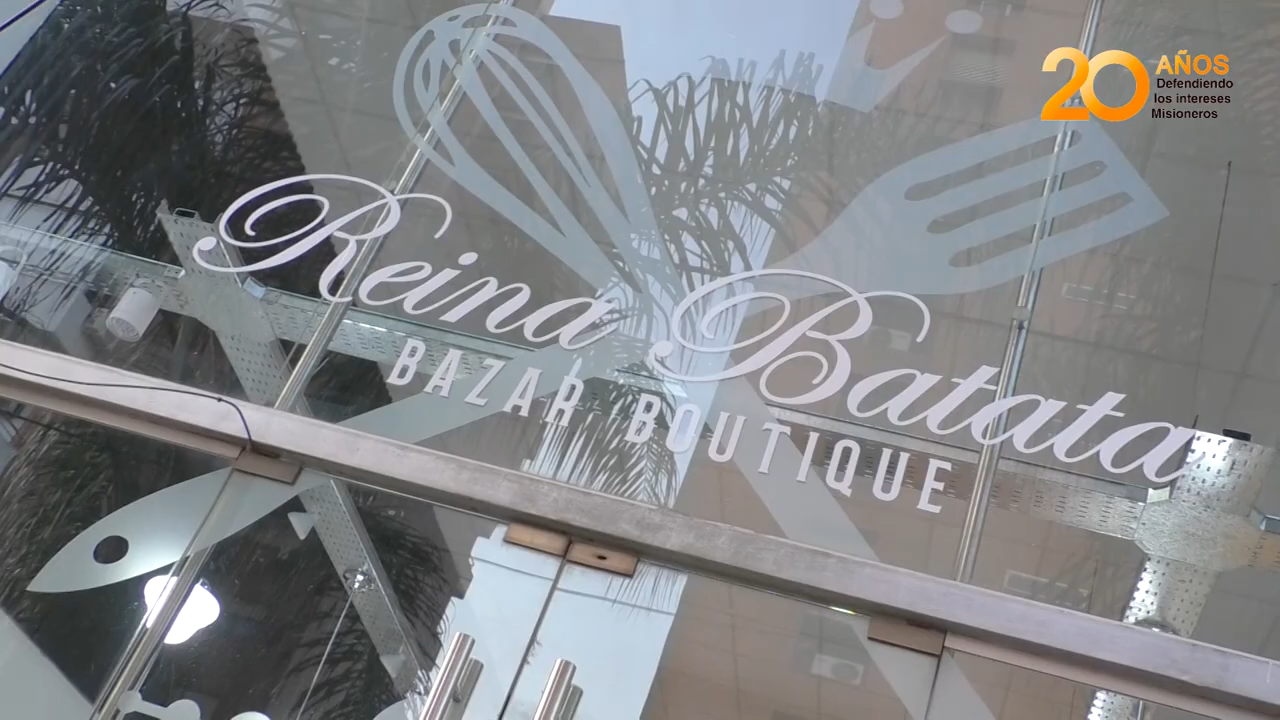 20 AÑOS
Defendiendo
los intereses
Misioneros
Reina Batata
BAZAR BOUTIQUE